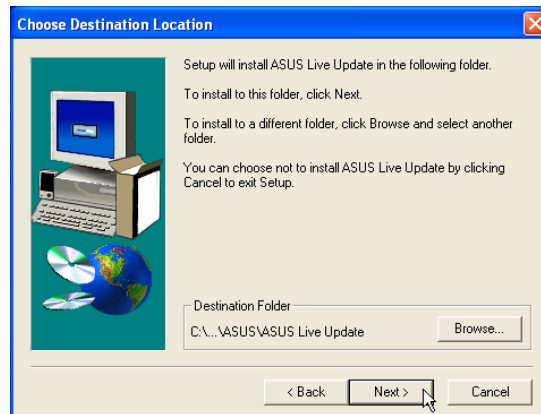 Choose Destination Location
Setup will install ASUS Live Update in the following folder.
To install to this folder, click Next.
To install to a different folder, click Browse and select another
folder.
You can choose not to install ASUS Live Update by clicking
Cancel to exit Setup.
Destination Folder
C:\...\ASUS\ASUS Live Update
Browse...
< Back
Next >
Cancel